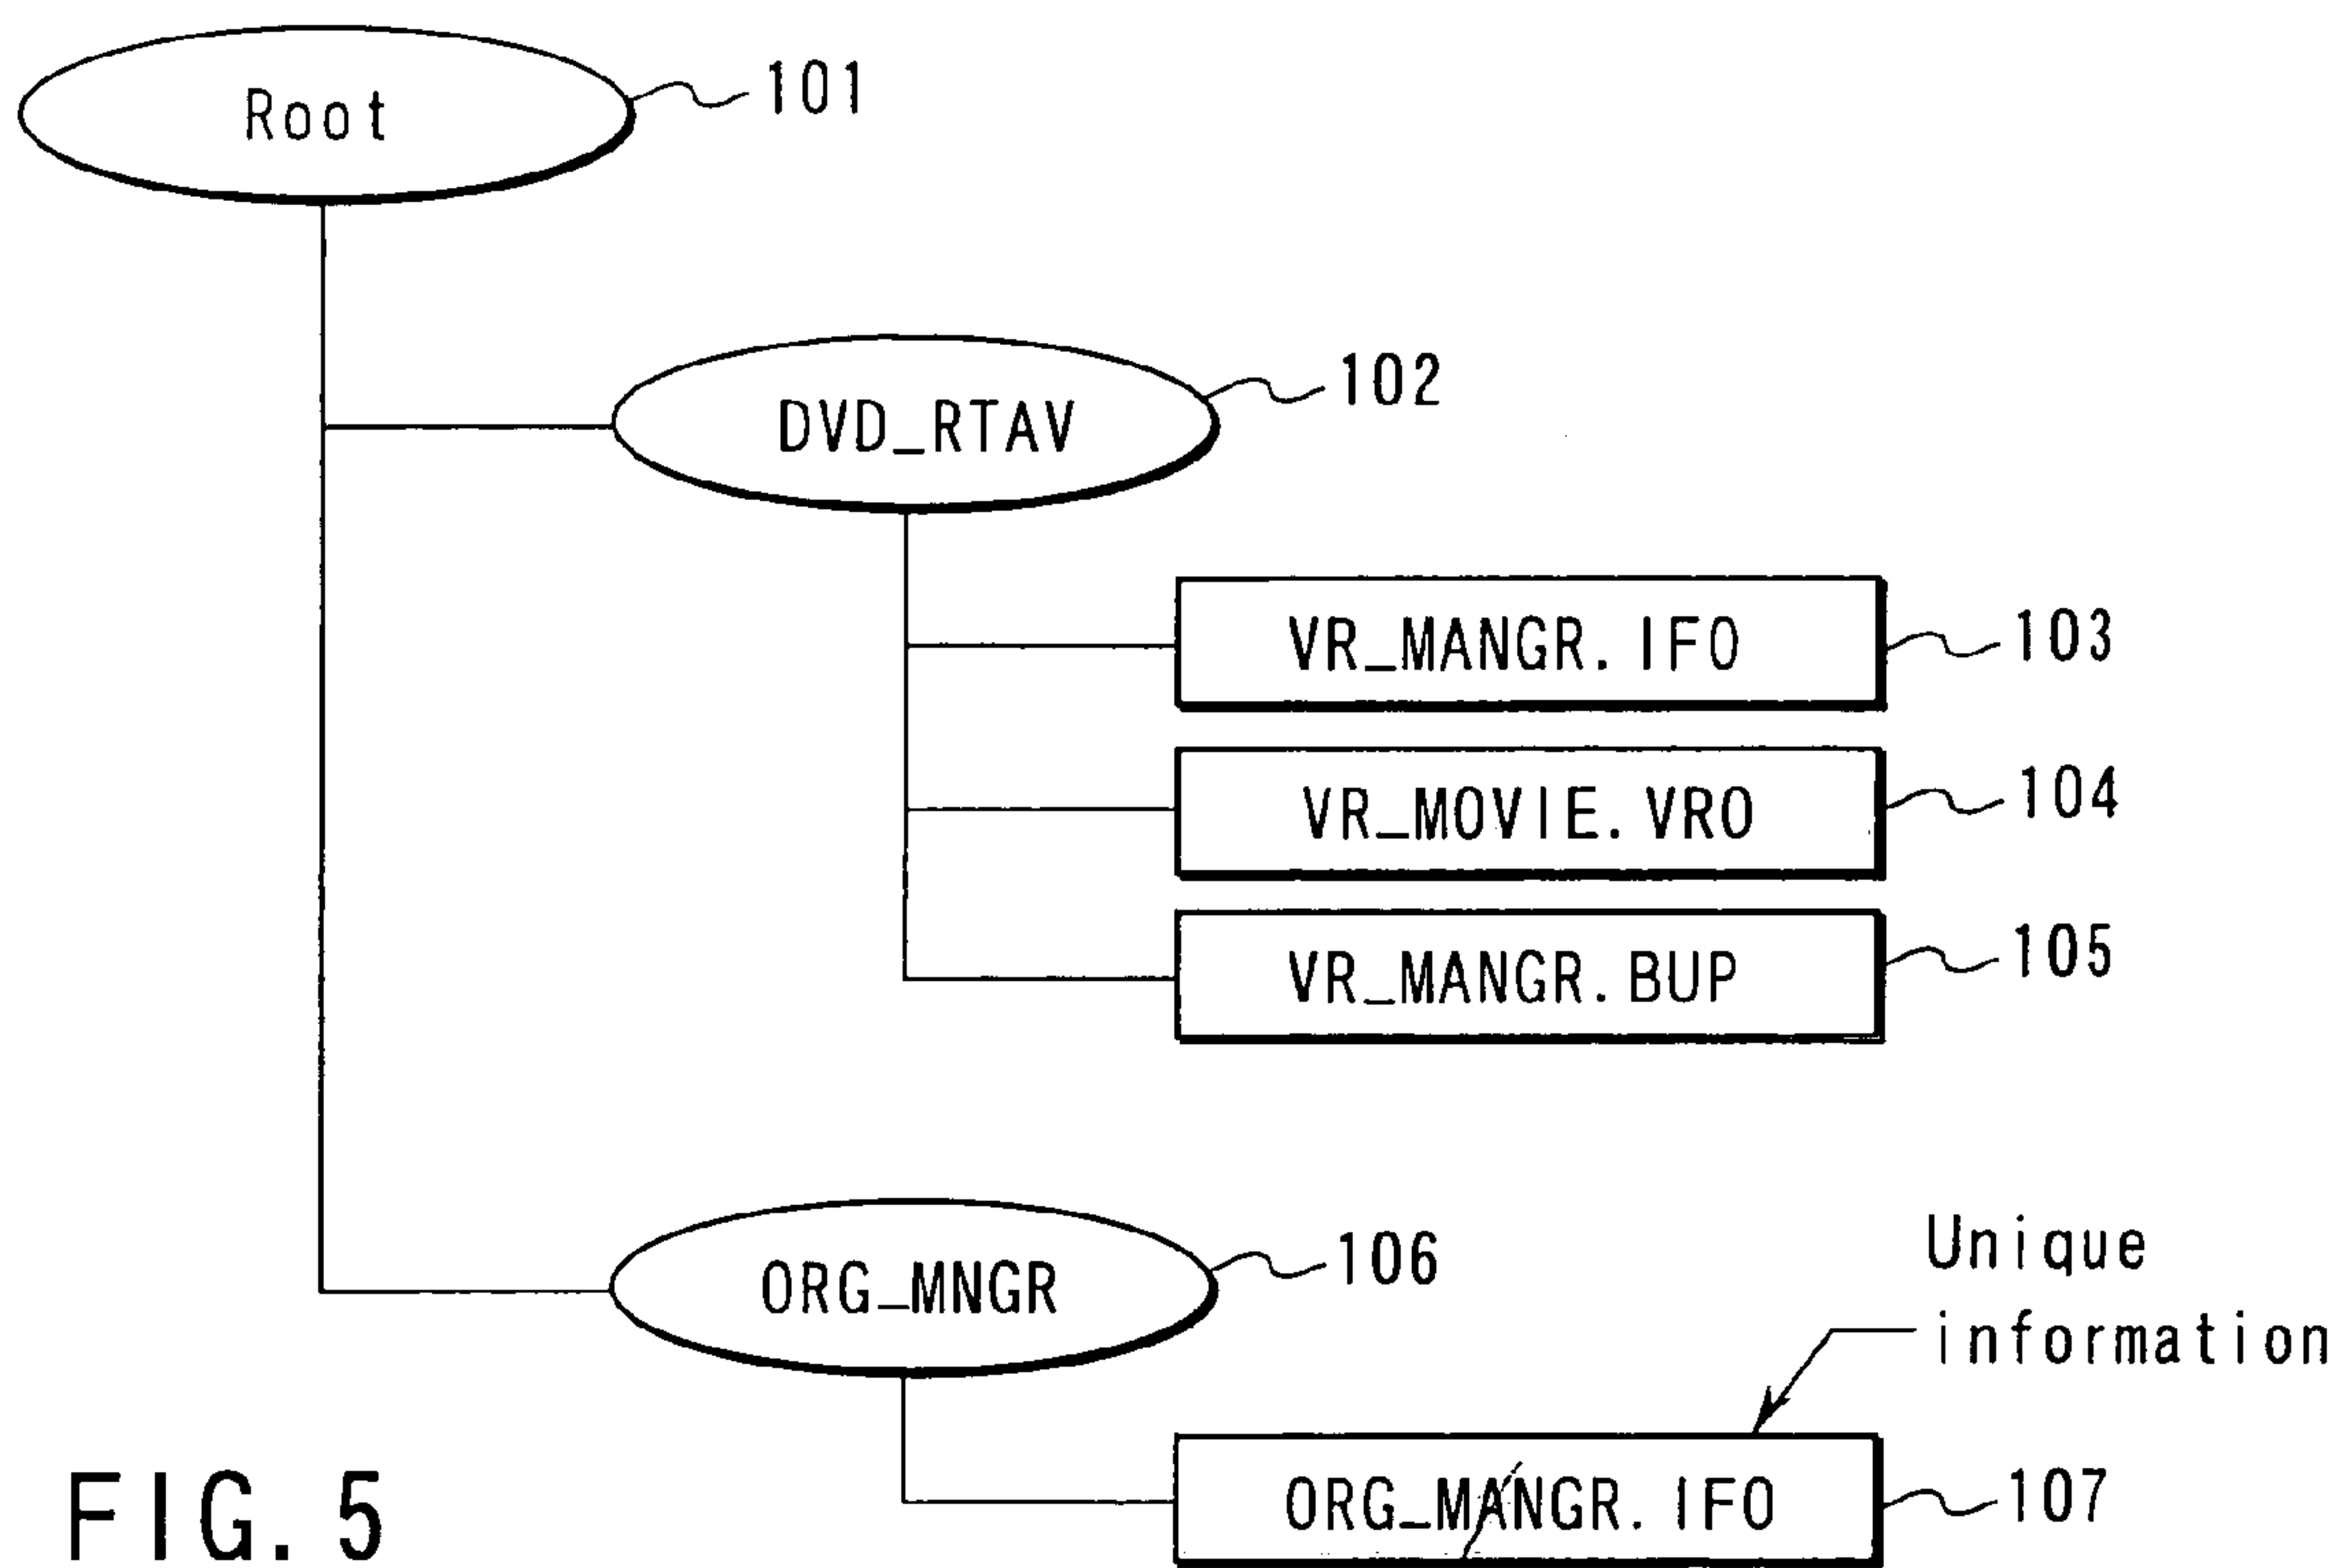 Root
101
DVD_RTAV
102
VR_MANGR.IFO
103
VR_MOVIE.VRO
104
VR_MANGR.BUP
105
ORG_MNGR
106
Unique
information
ORG_MANGR.IFO
107
FIG. 5